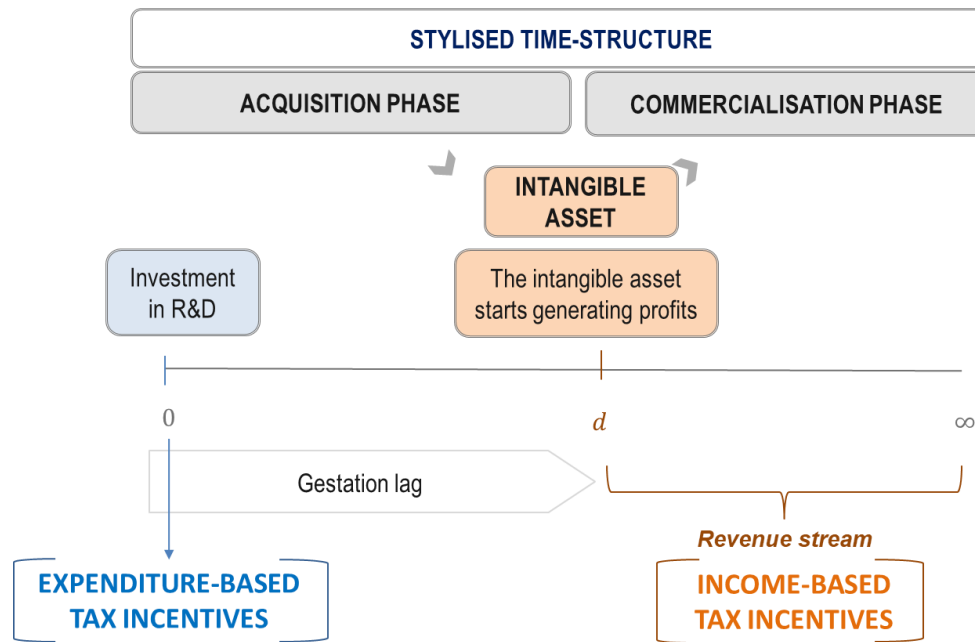 STYLISED TIME-STRUCTURE
ACQUISITION PHASE
COMMERCIALISATION PHASE
INTANGIBLE
ASSET
Investment
in R&D
The intangible asset
starts generating profits
0
d
∞
Gestation lag
Revenue stream
EXPENDITURE-BASED
TAX INCENTIVES
INCOME-BASED
TAX INCENTIVES